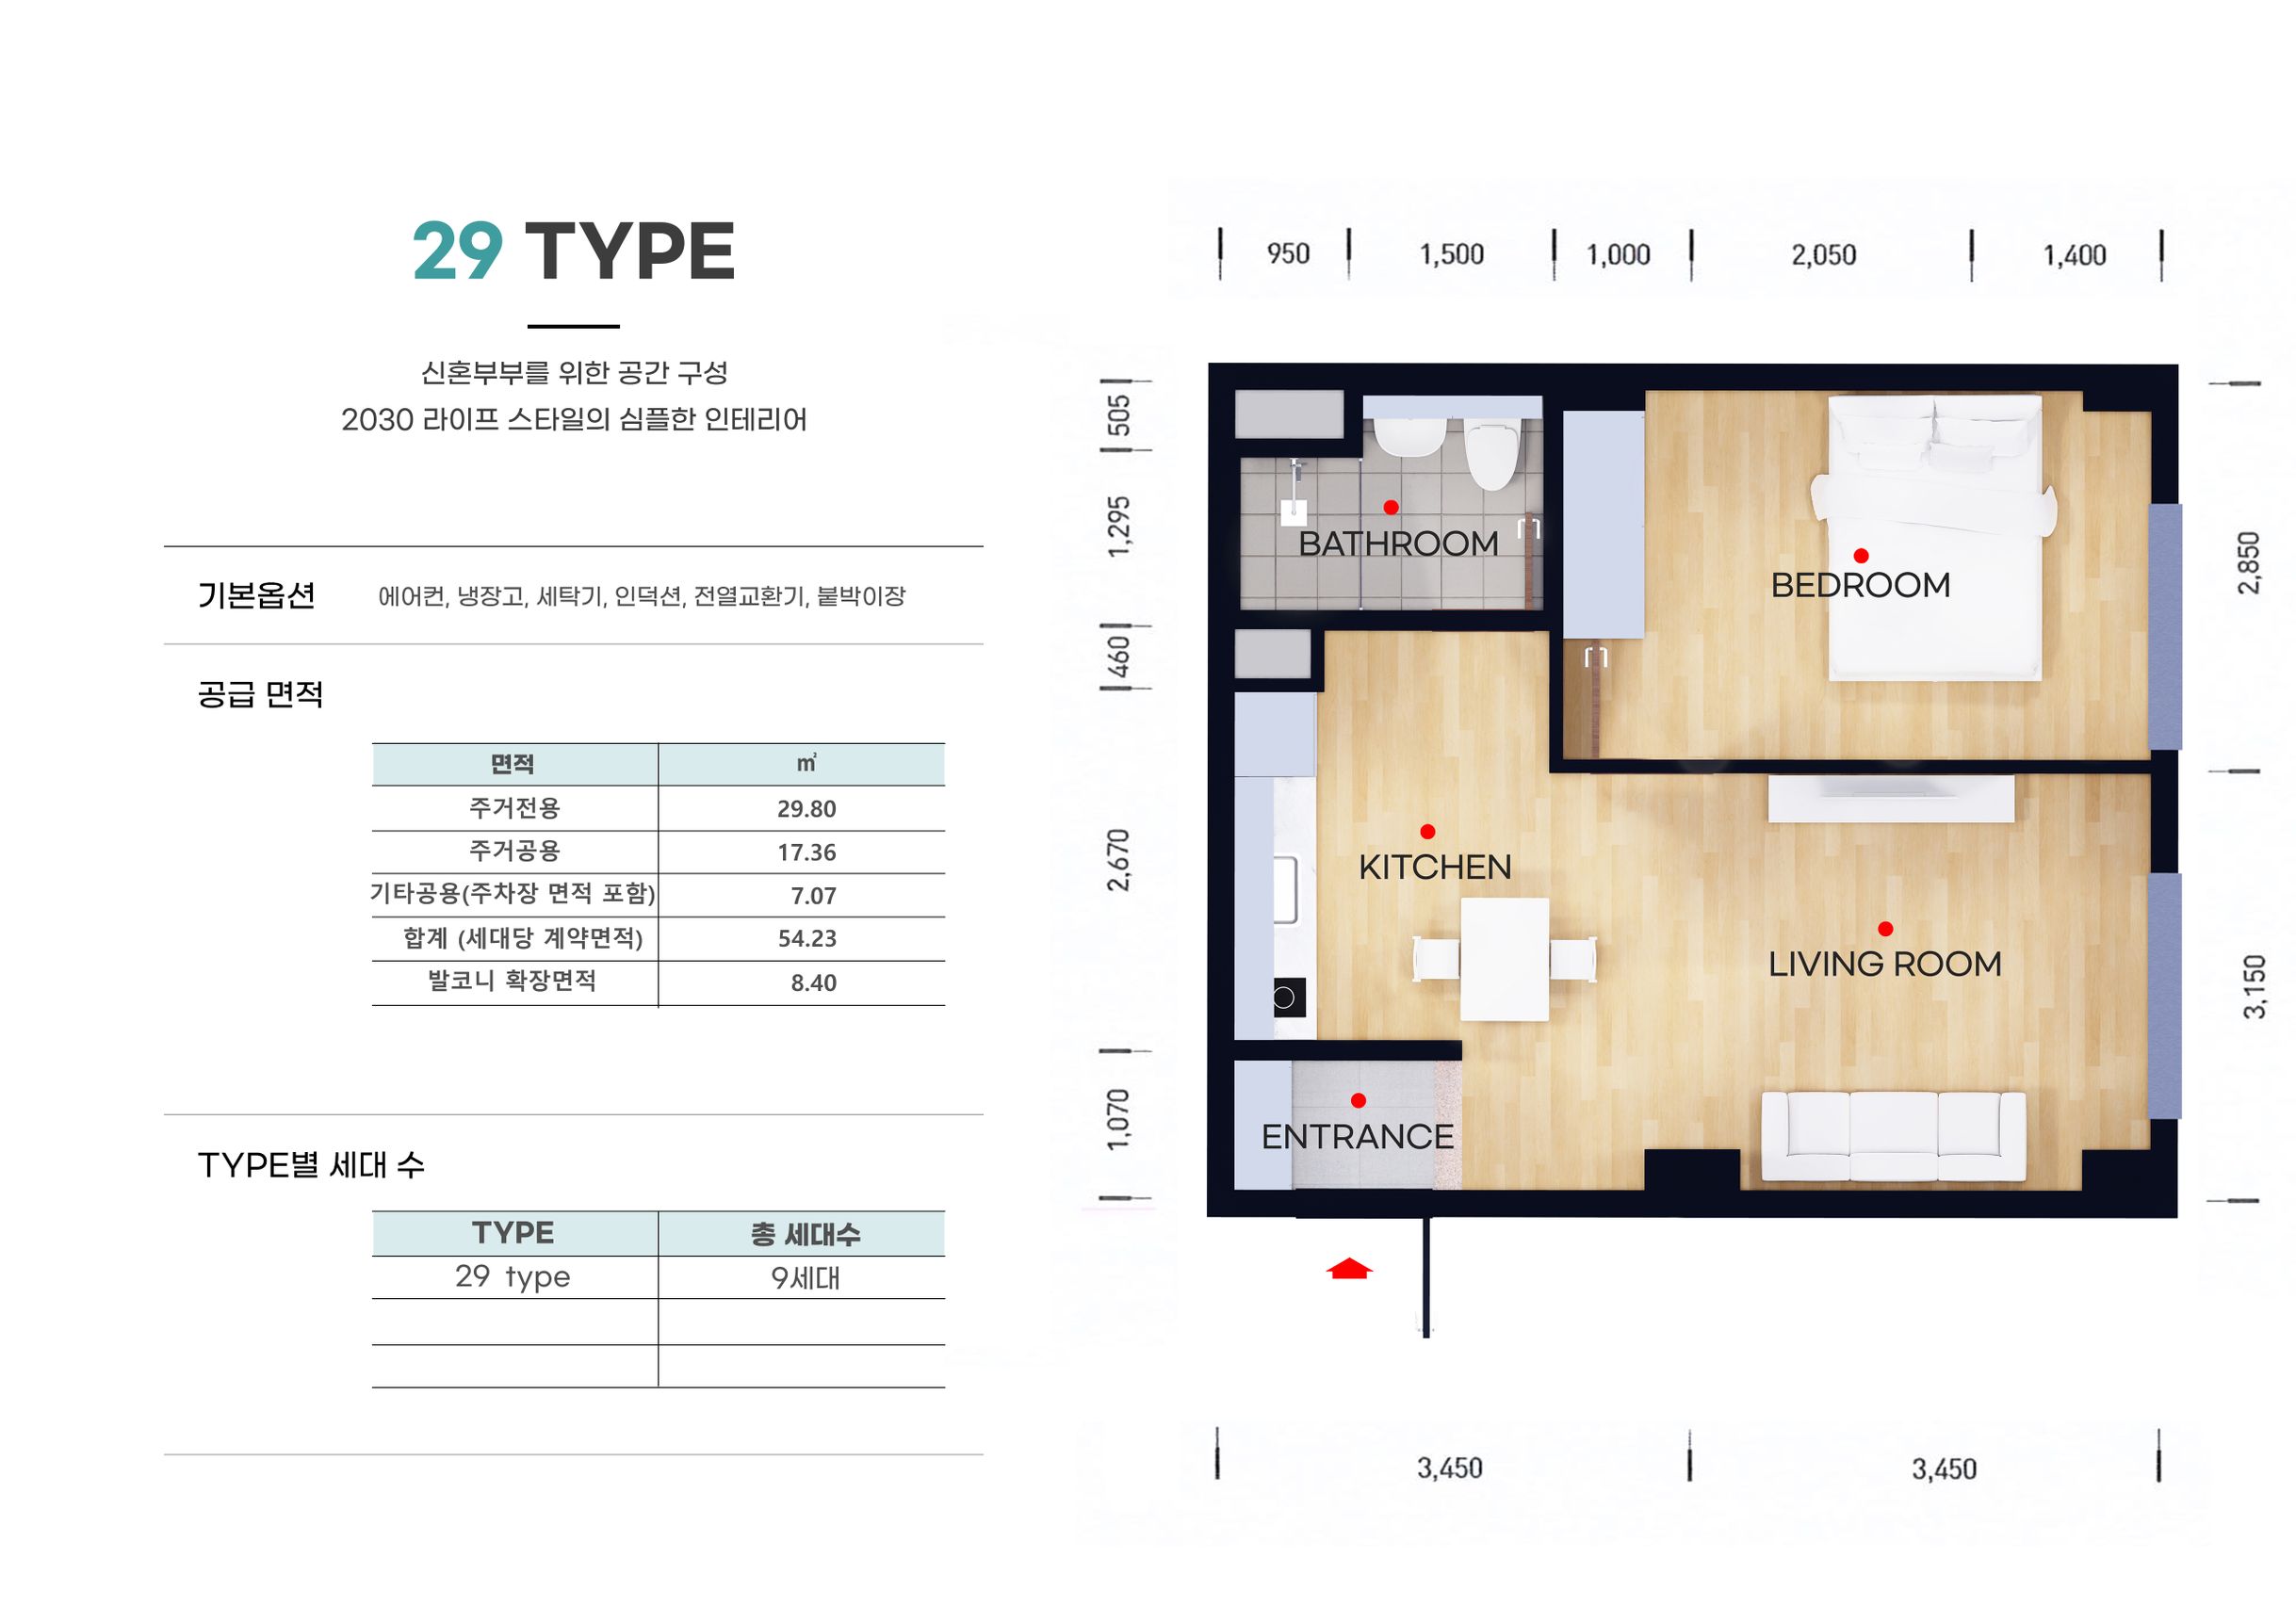 29 TYPE
신혼부부를 위한 공간 구성
2030 라이프 스타일의 심플한 인테리어
기본옵션 에어컨, 냉장고, 세탁기, 인덕션, 전열교환기, 붙박이장
공급 면적
면적 ㎡
주거전용 29.80
주거공용 17.36
기타공용(주차장 면적 포함) 7.07
합계 (세대당 계약면적) 54.23
발코니 확장면적 8.40
TYPE별 세대 수
TYPE 총 세대수
29 type 9세대
950 1,500 1,000 2,050 1,400
505
1,295
460
2,670
1,070
BATHROOM
BEDROOM
KITCHEN
LIVING ROOM
ENTRANCE
2,850
3,150
3,450 3,450